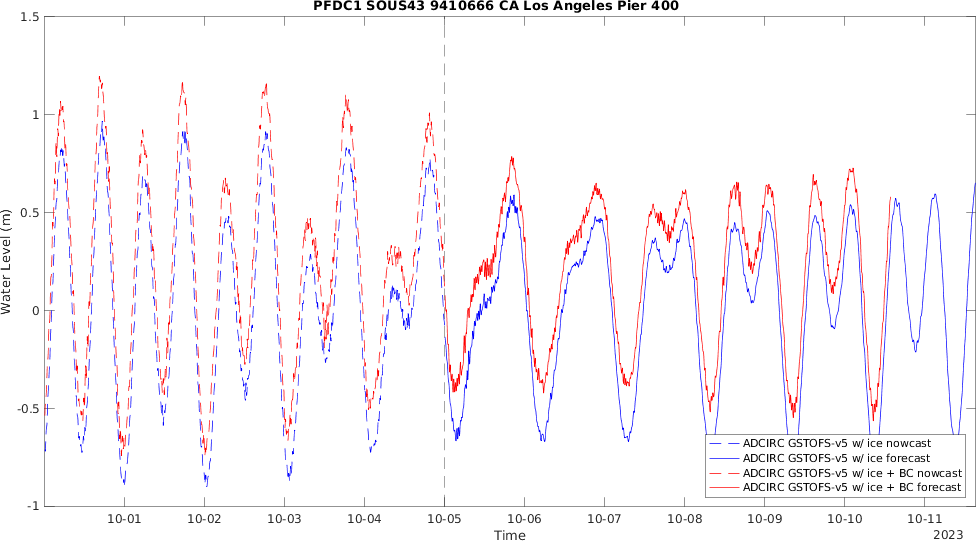 PFDC1 SOUS43 9410666 CA Los Angeles Pier 400
1.5
1
0.5
0
-0.5
-1
Water Level (m)
ADCIRC GSTOFS-v5 w/ ice nowcast
ADCIRC GSTOFS-v5 w/ ice forecast
ADCIRC GSTOFS-v5 w/ ice + BC nowcast
ADCIRC GSTOFS-v5 w/ ice + BC forecast
10-01 10-02 10-03 10-04 10-05 10-06 10-07 10-08 10-09 10-10 10-11
Time
2023